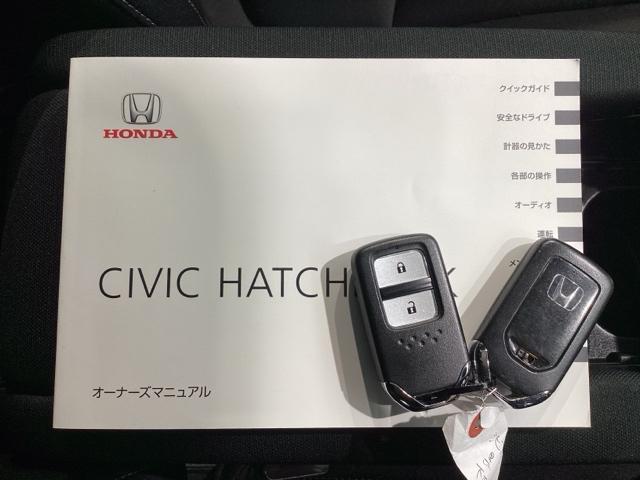 HONDA
CIVIC HATCH K
オーナーズマニュアル
クイックガイド
安全なドライブ
計器の見かた
各部の操作
オーディオ
運転
メン